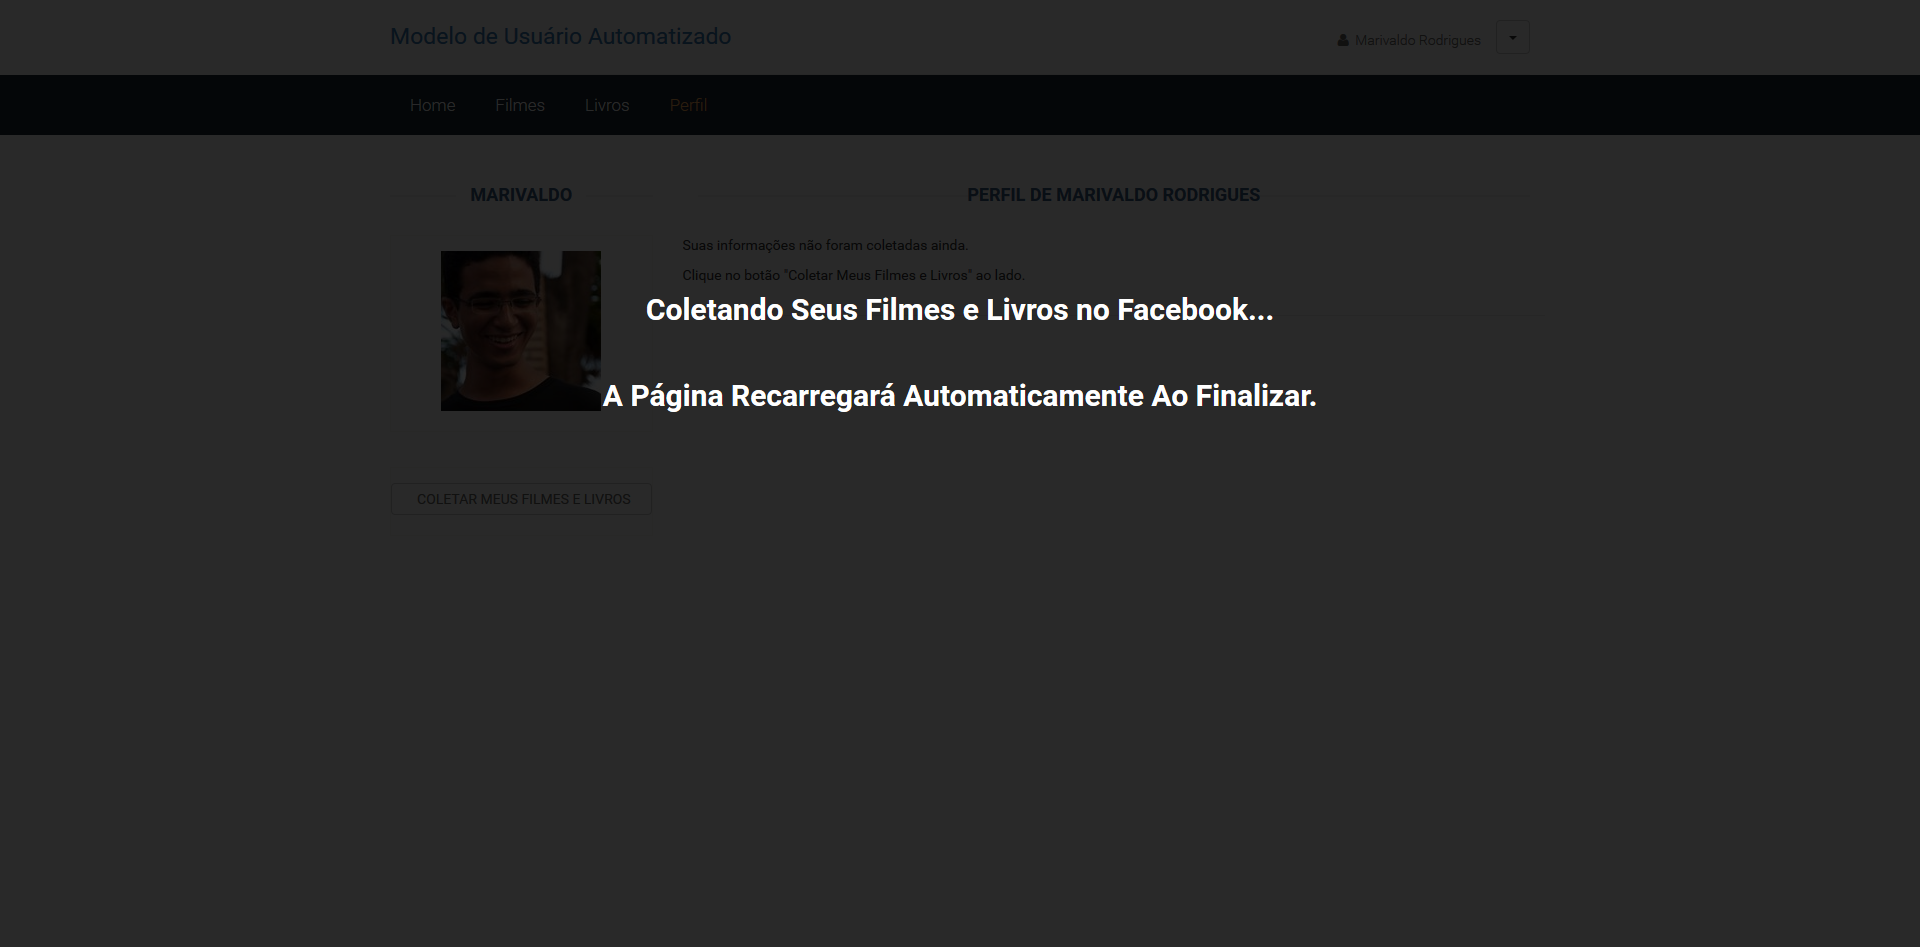 Modelo de Usuário Automatizado
Marivaldo Rodrigues
Home Filmes Livros Perfil
MARIVALDO
PERFIL DE MARIVALDO RODRIGUES
Suas informações não foram coletadas ainda.
Clique no botão "Coletar Meus Filmes e Livros" ao lado.
Coletando Seus Filmes e Livros no Facebook...
A Página Recarregará Automaticamente Ao Finalizar.
COLETAR MEUS FILMES E LIVROS